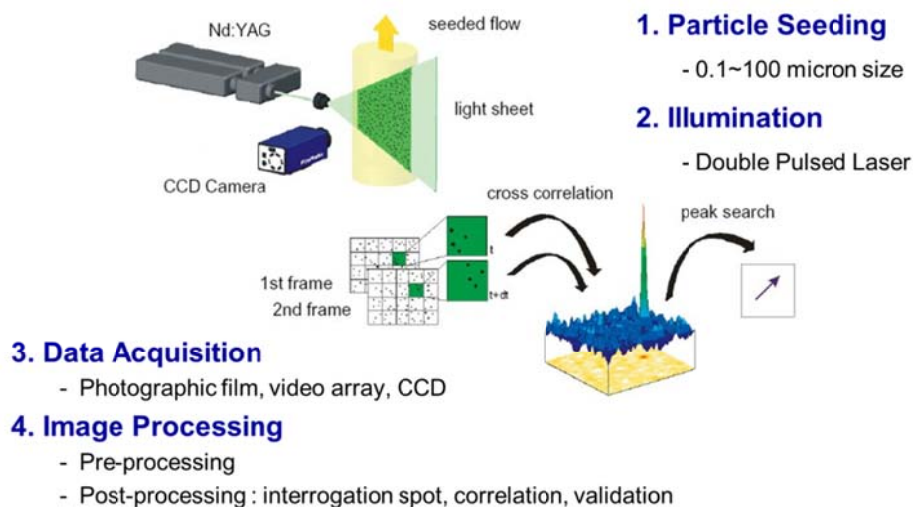 Nd:YAG
seeded flow
light sheet
CCD Camera
1. Particle Seeding
- 0.1~100 micron size
2. Illumination
- Double Pulsed Laser
cross correlation
peak search
t
t+dt
1st frame
2nd frame
3. Data Acquisition
- Photographic film, video array, CCD
4. Image Processing
- Pre-processing
- Post-processing : interrogation spot, correlation, validation